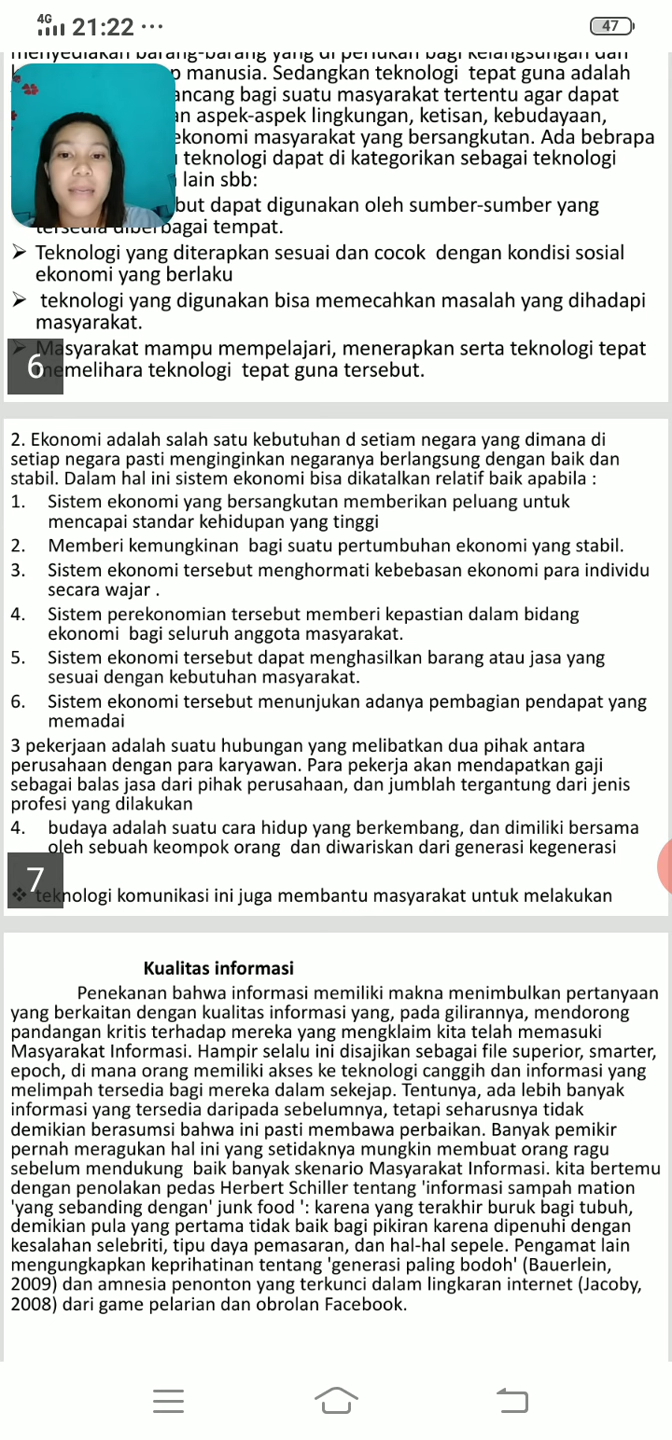 4G 21:22 ... 47
menyediakan barang-barang yang di perlukan bagi kelangsungan dan
p manusia. Sedangkan teknologi tepat guna adalah
ancang bagi suatu masyarakat tertentu agar dapat
an aspek-aspek lingkungan, ketisan, kebudayaan,
ekonomi masyarakat yang bersangkutan. Ada bebrapa
teknologi dapat di kategorikan sebagai teknologi
lain sbb:
but dapat digunakan oleh sumber-sumber yang
tersedia diberbagai tempat.
➢ Teknologi yang diterapkan sesuai dan cocok dengan kondisi sosial
ekonomi yang berlaku
➢ teknologi yang digunakan bisa memecahkan masalah yang dihadapi
masyarakat.
➢ Masyarakat mampu mempelajari, menerapkan serta teknologi tepat
6 memelihara teknologi tepat guna tersebut.
2. Ekonomi adalah salah satu kebutuhan d setiam negara yang dimana di
setiap negara pasti menginginkan negaranya berlangsung dengan baik dan
stabil. Dalam hal ini sistem ekonomi bisa dikatalkan relatif baik apabila :
1. Sistem ekonomi yang bersangkutan memberikan peluang untuk
mencapai standar kehidupan yang tinggi
2. Memberi kemungkinan bagi suatu pertumbuhan ekonomi yang stabil.
3. Sistem ekonomi tersebut menghormati kebebasan ekonomi para individu
secara wajar .
4. Sistem perekonomian tersebut memberi kepastian dalam bidang
ekonomi bagi seluruh anggota masyarakat.
5. Sistem ekonomi tersebut dapat menghasilkan barang atau jasa yang
sesuai dengan kebutuhan masyarakat.
6. Sistem ekonomi tersebut menunjukan adanya pembagian pendapat yang
memadai
3 pekerjaan adalah suatu hubungan yang melibatkan dua pihak antara
perusahaan dengan para karyawan. Para pekerja akan mendapatkan gaji
sebagai balas jasa dari pihak perusahaan, dan jumblah tergantung dari jenis
profesi yang dilakukan
4. budaya adalah suatu cara hidup yang berkembang, dan dimiliki bersama
oleh sebuah keompok orang dan diwariskan dari generasi kegenerasi
7
❖ teknologi komunikasi ini juga membantu masyarakat untuk melakukan
Kualitas informasi
Penekanan bahwa informasi memiliki makna menimbulkan pertanyaan
yang berkaitan dengan kualitas informasi yang, pada gilirannya, mendorong
pandangan kritis terhadap mereka yang mengklaim kita telah memasuki
Masyarakat Informasi. Hampir selalu ini disajikan sebagai file superior, smarter,
epoch, di mana orang memiliki akses ke teknologi canggih dan informasi yang
melimpah tersedia bagi mereka dalam sekejap. Tentunya, ada lebih banyak
informasi yang tersedia daripada sebelumnya, tetapi seharusnya tidak
demikian berasumsi bahwa ini pasti membawa perbaikan. Banyak pemikir
pernah meragukan hal ini yang setidaknya mungkin membuat orang ragu
sebelum mendukung baik banyak skenario Masyarakat Informasi. kita bertemu
dengan penolakan pedas Herbert Schiller tentang 'informasi sampah mation
'yang sebanding dengan' junk food ': karena yang terakhir buruk bagi tubuh,
demikian pula yang pertama tidak baik bagi pikiran karena dipenuhi dengan
kesalahan selebriti, tipu daya pemasaran, dan hal-hal sepele. Pengamat lain
mengungkapkan keprihatinan tentang 'generasi paling bodoh' (Bauerlein,
2009) dan amnesia penonton yang terkunci dalam lingkaran internet (Jacoby,
2008) dari game pelarian dan obrolan Facebook.